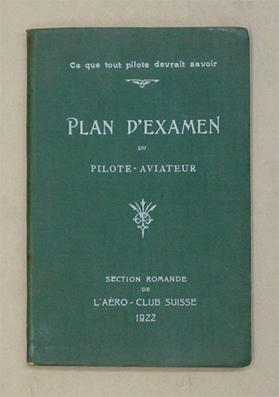 Ce que tout pilote devrait savoir
PLAN D'EXAMEN
DU
PILOTE-AVIATEUR
SECTION ROMANDE
DE
L'AÉRO-CLUB SUISSE
1922